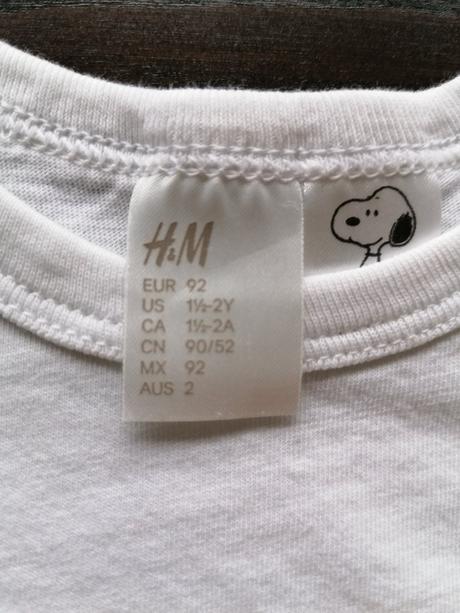 H&M
EUR 92
US 1½-2Y
CA 1½-2A
CN 90/52
MX 92
AUS 2